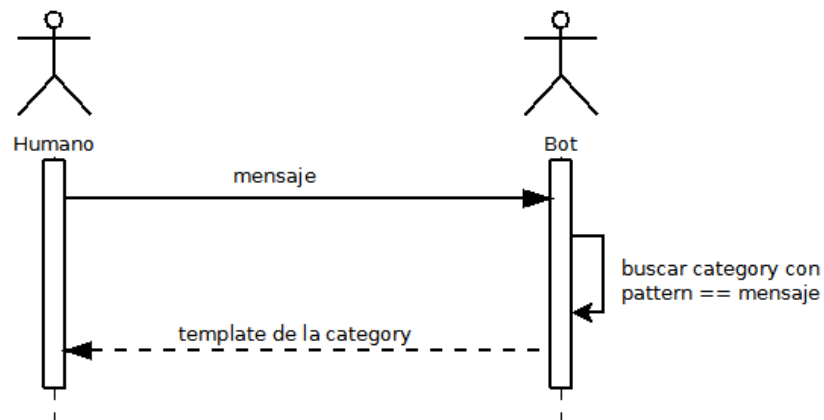 Humano
Bot
mensaje
buscar category con
pattern == mensaje
template de la category